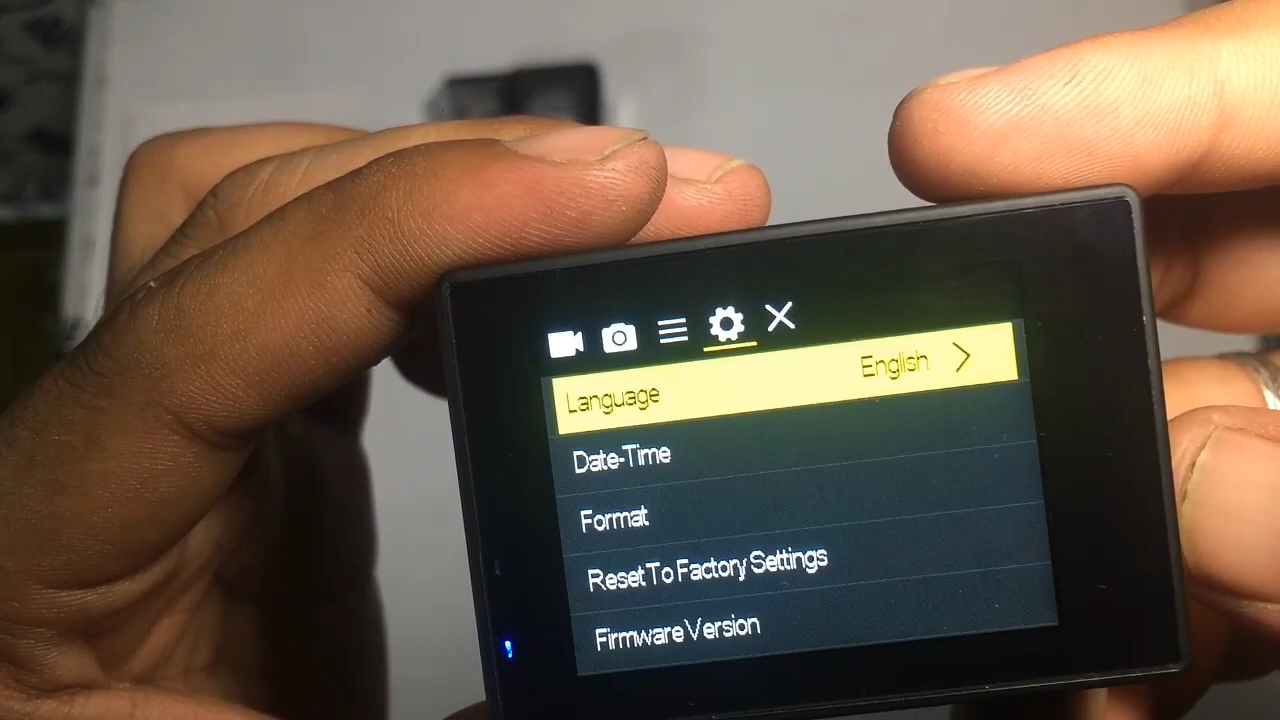 Language English
Date-Time
Format
Reset To Factory Settings
Firmware Version